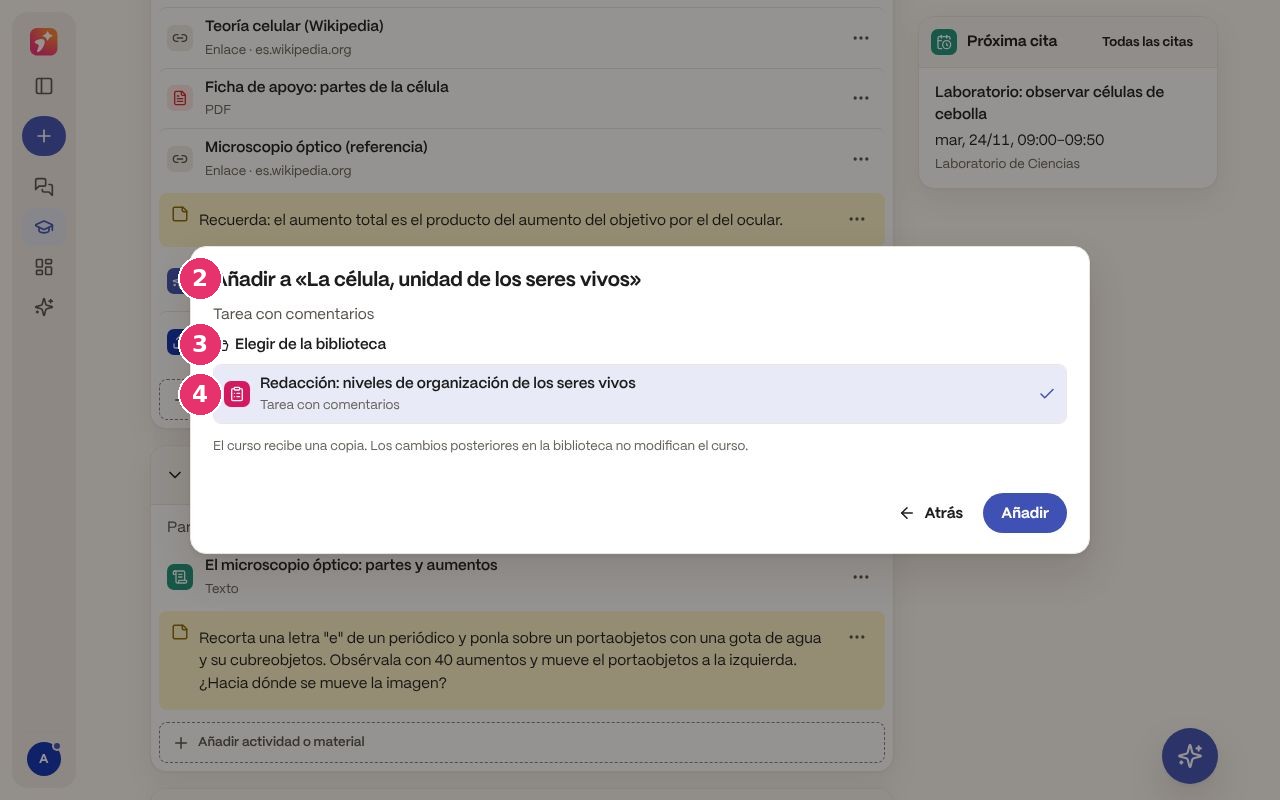 Teoría celular (Wikipedia)
Enlace · es.wikipedia.org
Ficha de apoyo: partes de la célula
PDF
Microscopio óptico (referencia)
Enlace · es.wikipedia.org
Recuerda: el aumento total es el producto del aumento del objetivo por el del ocular.
Próxima cita
Todas las citas
Laboratorio: observar células de
cebolla
mar, 24/11, 09:00–09:50
Laboratorio de Ciencias
2
Añadir a «La célula, unidad de los seres vivos»
Tarea con comentarios
3
Elegir de la biblioteca
4
Redacción: niveles de organización de los seres vivos
Tarea con comentarios
El curso recibe una copia. Los cambios posteriores en la biblioteca no modifican el curso.
Atrás
Añadir
El microscopio óptico: partes y aumentos
Texto
Recorta una letra "e" de un periódico y ponla sobre un portaobjetos con una gota de agua
y su cubreobjetos. Obsérvala con 40 aumentos y mueve el portaobjetos a la izquierda.
¿Hacia dónde se mueve la imagen?
Añadir actividad o material
A